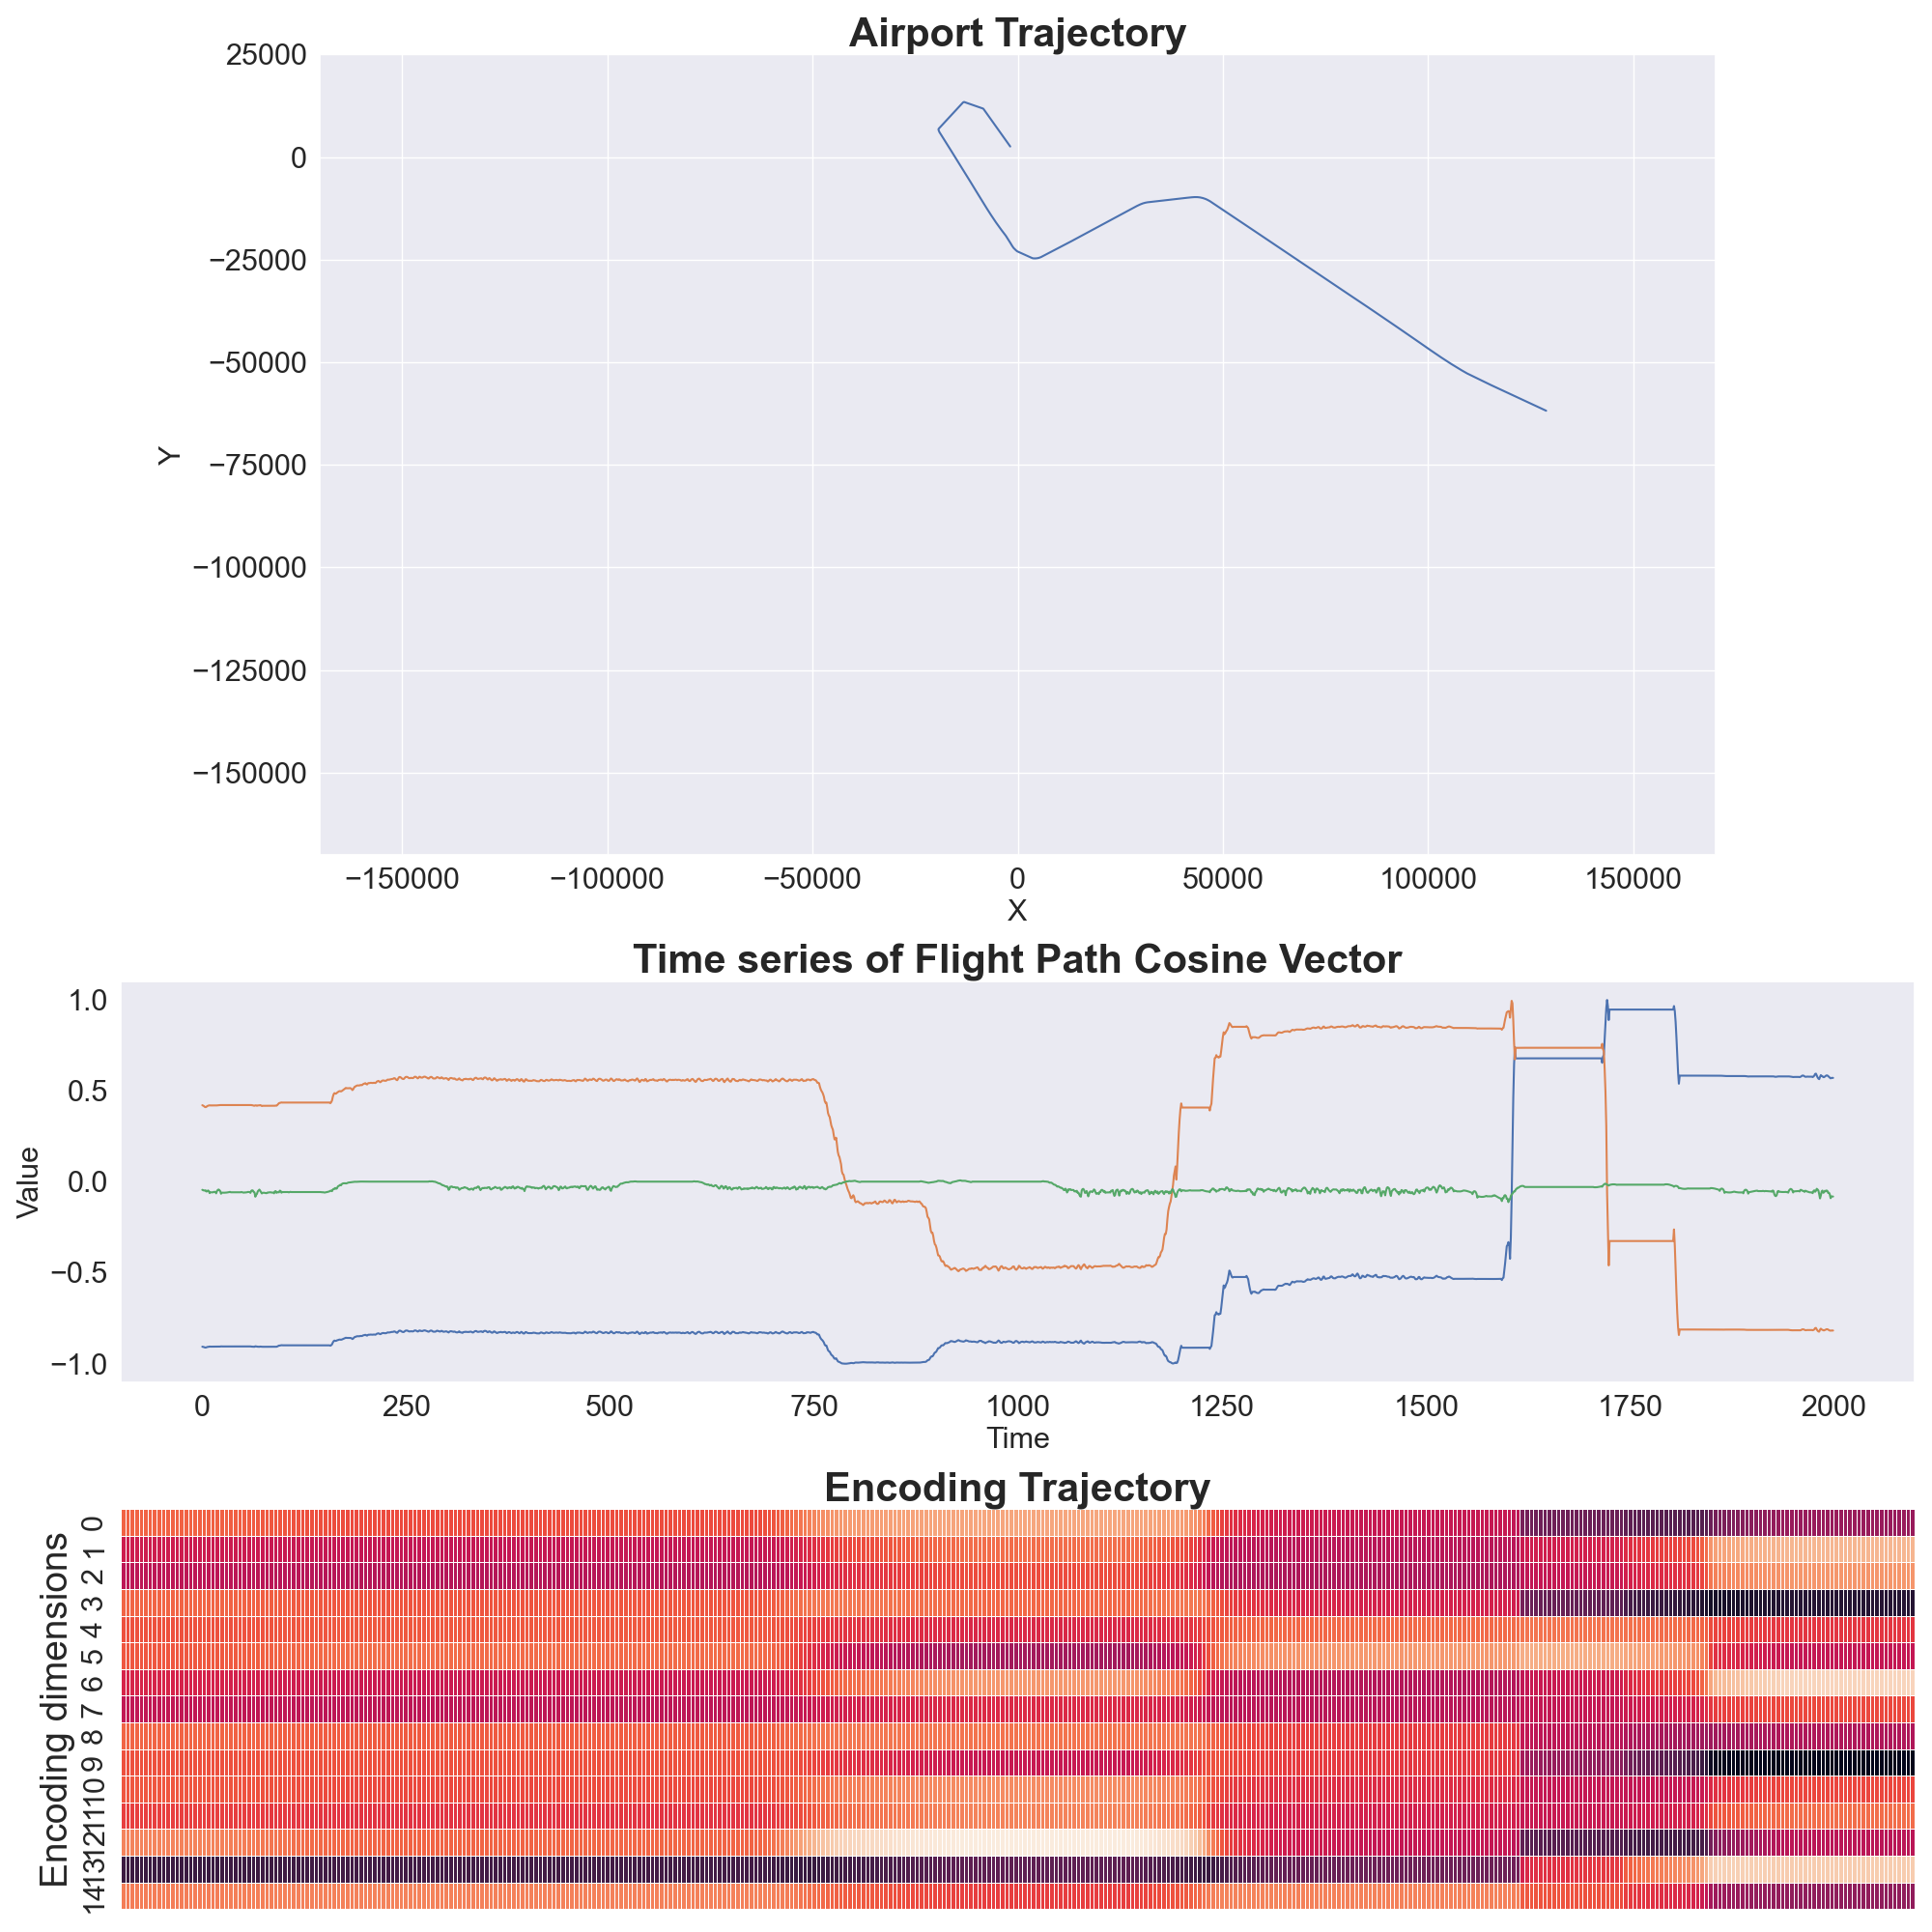 Airport Trajectory
25000
0
−25000
−50000
−75000
−100000
−125000
−150000
Y
−150000 −100000 −50000 0 50000 100000 150000
X
Time series of Flight Path Cosine Vector
1.0
0.5
0.0
−0.5
−1.0
Value
0 250 500 750 1000 1250 1500 1750 2000
Time
Encoding Trajectory
Encoding dimensions
0
1
2
3
4
5
6
7
8
9
10
11
12
13
14